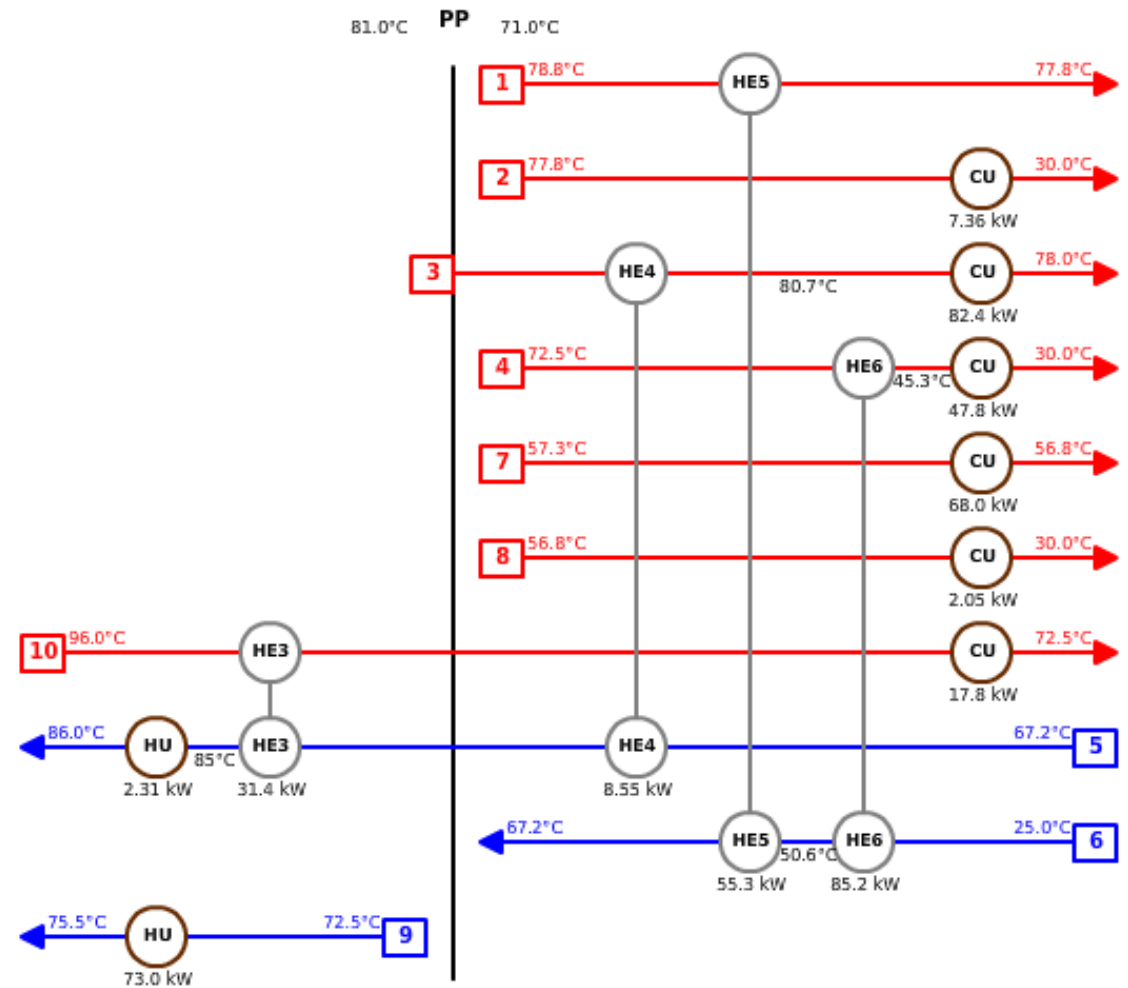 81.0°C PP 71.0°C
1 78.8°C HE5 77.8°C
2 77.8°C CU 30.0°C
7.36 kW
3 HE4 80.7°C CU 78.0°C
82.4 kW
4 72.5°C HE6 45.3°C CU 30.0°C
47.8 kW
7 57.3°C CU 56.8°C
68.0 kW
8 56.8°C CU 30.0°C
2.05 kW
10 96.0°C HE3 CU 72.5°C
17.8 kW
86.0°C HU 85°C HE3 HE4 67.2°C 5
2.31 kW 31.4 kW 8.55 kW
67.2°C HE5 50.6°C HE6 25.0°C 6
55.3 kW 85.2 kW
75.5°C HU 72.5°C 9
73.0 kW